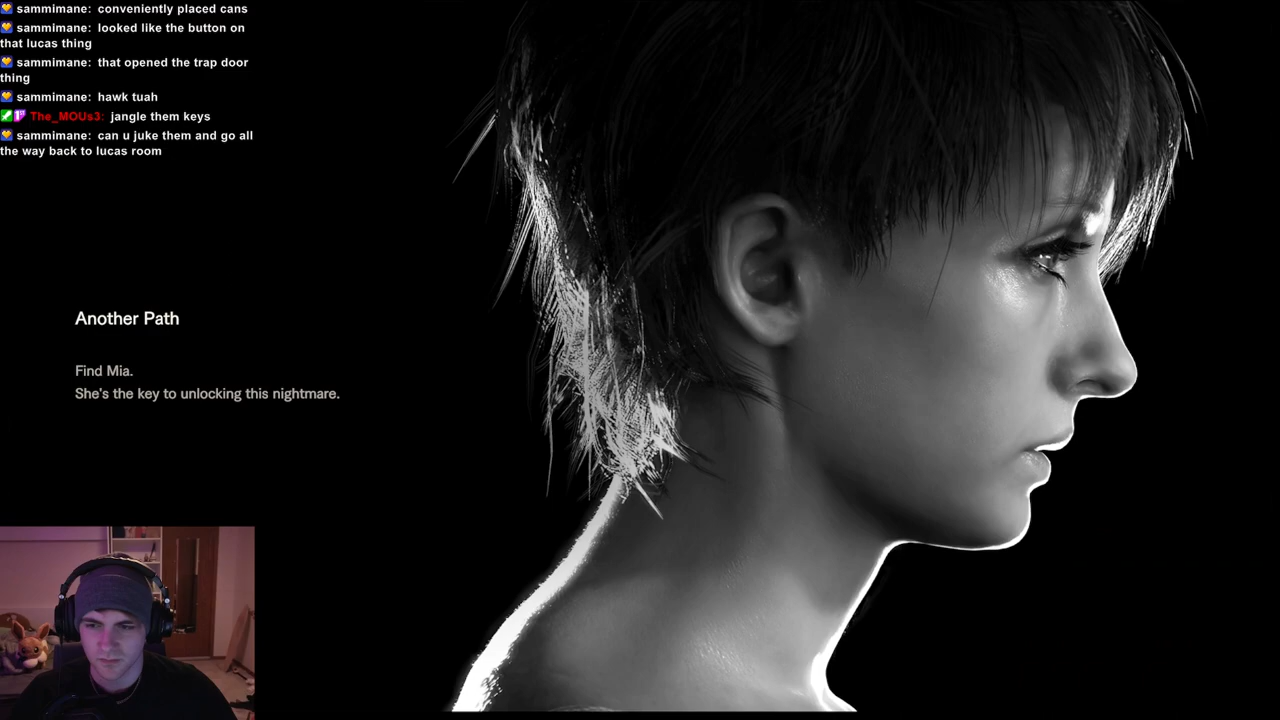 sammimane: conveniently placed cans
sammimane: looked like the button on
that lucas thing
sammimane: that opened the trap door
thing
sammimane: hawk tuah
The_MOUs3: jangle them keys
sammimane: can u juke them and go all
the way back to lucas room
Another Path
Find Mia.
She's the key to unlocking this nightmare.